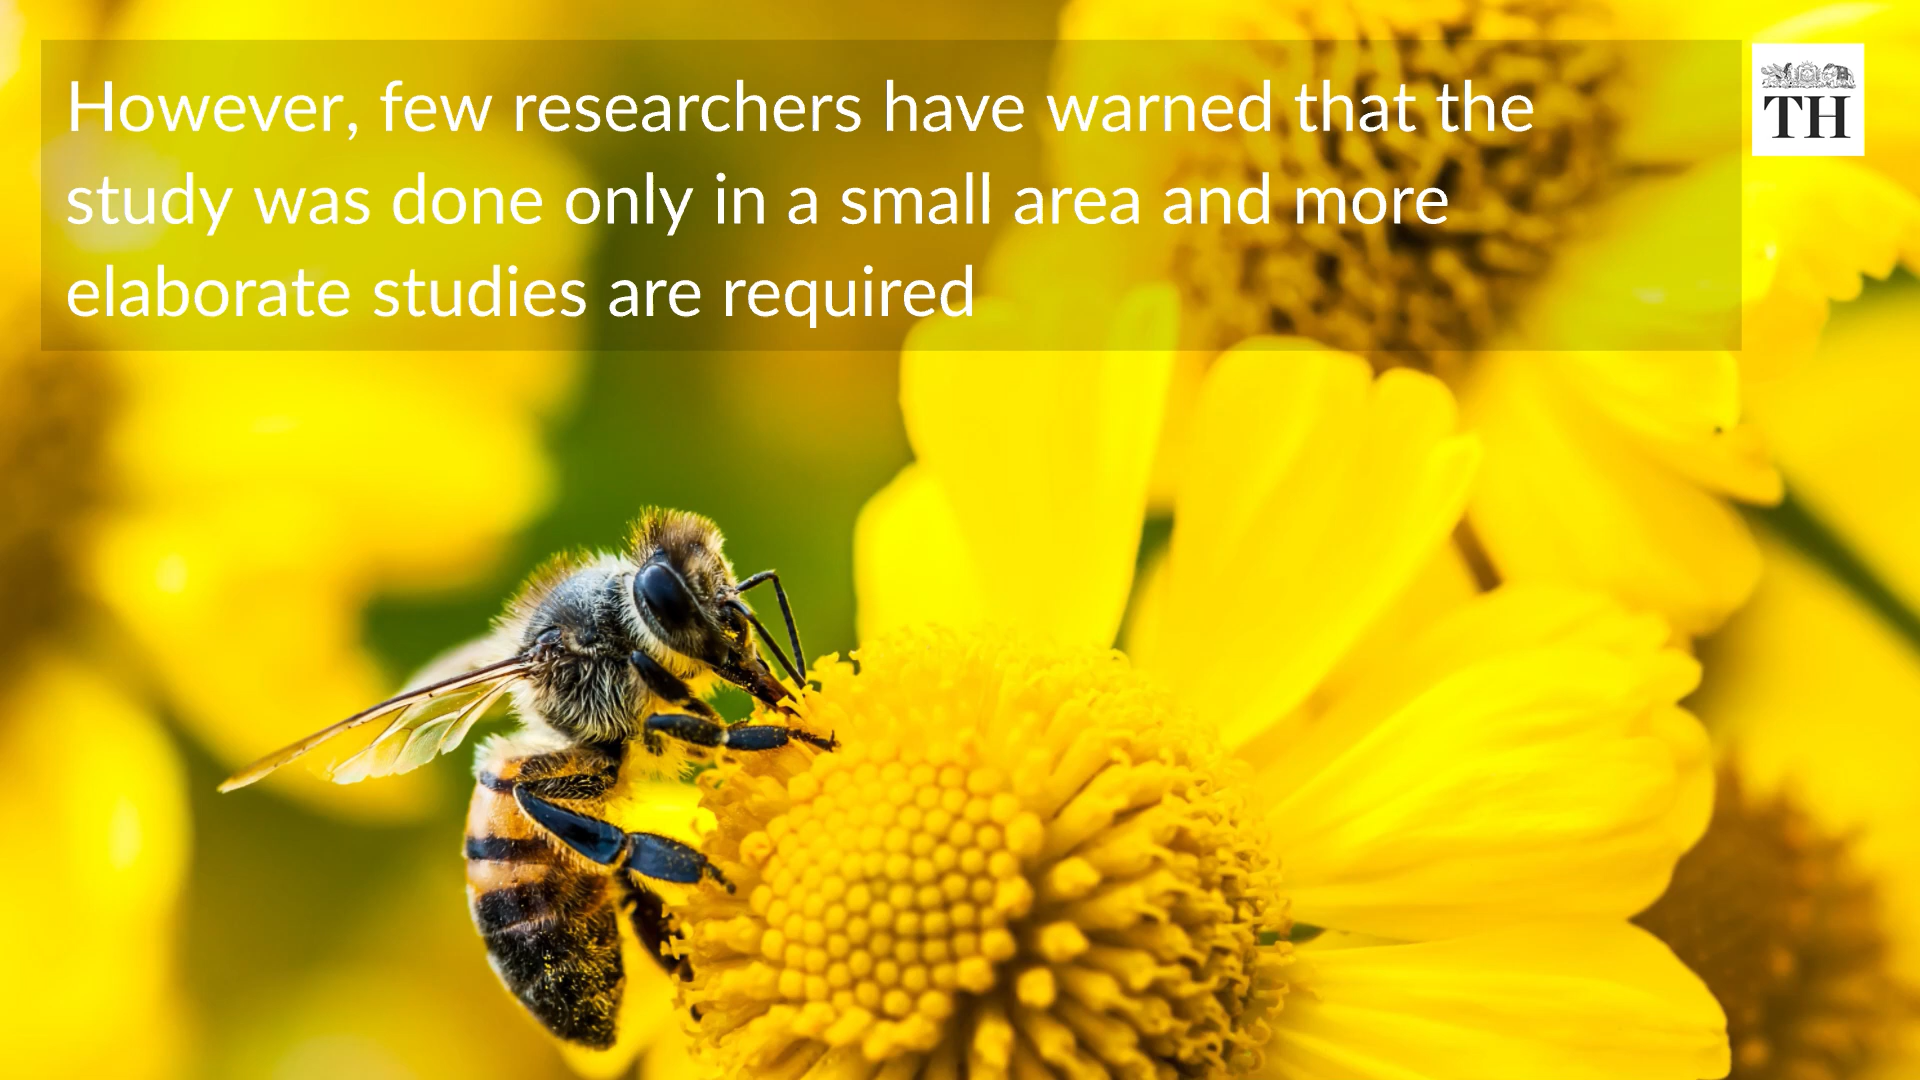 However, few researchers have warned that the
study was done only in a small area and more
elaborate studies are required
TH